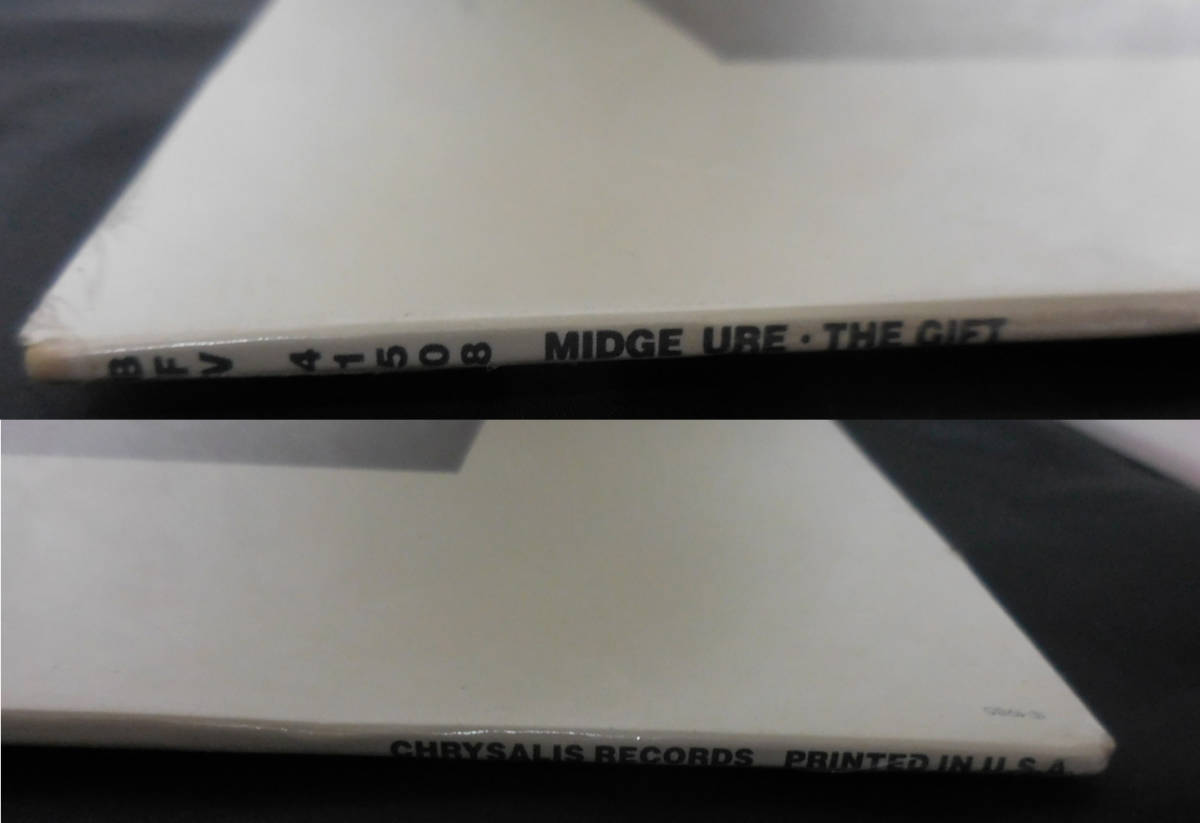 BFV 41508 MIDGE URE · THE GIFT
CHRYSALIS RECORDS PRINTED IN U.S.A.